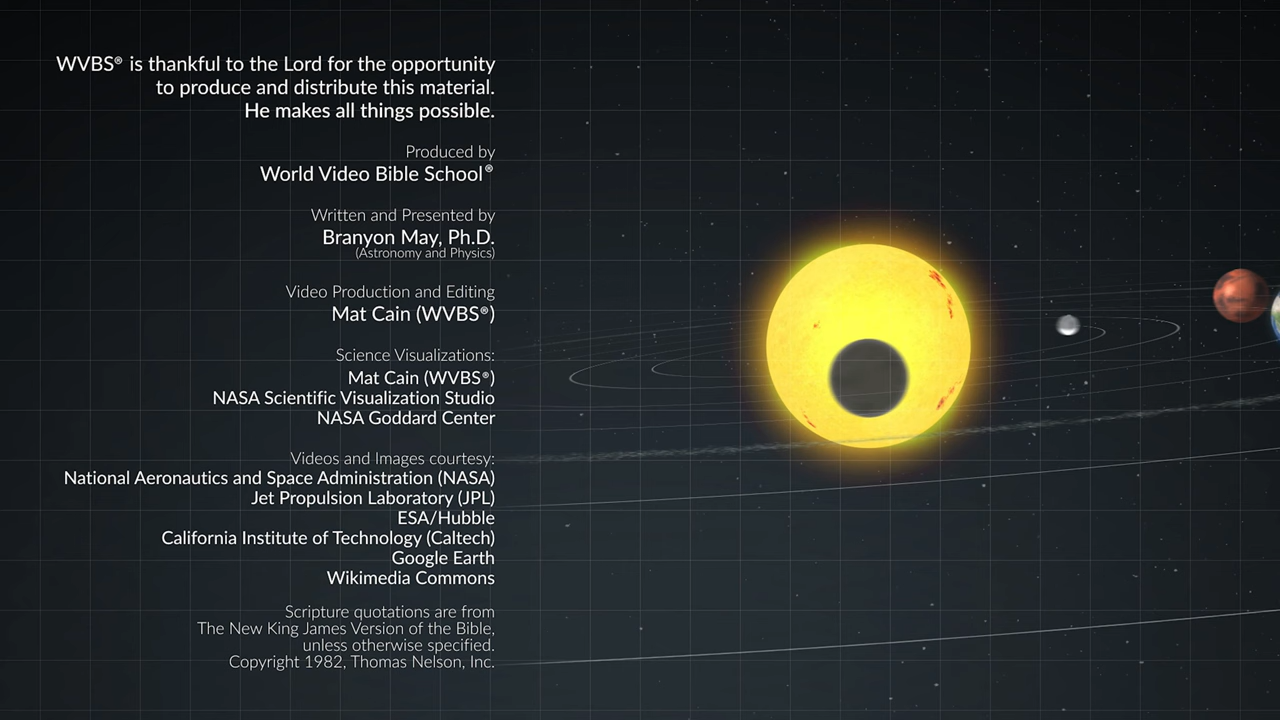 WVBS® is thankful to the Lord for the opportunity
to produce and distribute this material.
He makes all things possible.
Produced by
World Video Bible School®
Written and Presented by
Branyon May, Ph.D.
(Astronomy and Physics)
Video Production and Editing
Mat Cain (WVBS®)
Science Visualizations:
Mat Cain (WVBS®)
NASA Scientific Visualization Studio
NASA Goddard Center
Videos and Images courtesy:
National Aeronautics and Space Administration (NASA)
Jet Propulsion Laboratory (JPL)
ESA/Hubble
California Institute of Technology (Caltech)
Google Earth
Wikimedia Commons
Scripture quotations are from
The New King James Version of the Bible,
unless otherwise specified.
Copyright 1982, Thomas Nelson, Inc.